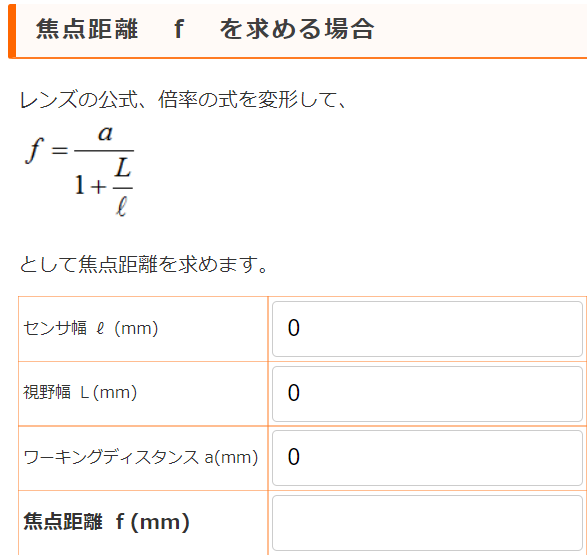 焦点距離 f を求める場合
レンズの公式、倍率の式を変形して、
f = a / (1 + L/ℓ)
として焦点距離を求めます。
センサ幅 ℓ (mm) 0
視野幅 L(mm) 0
ワーキングディスタンス a(mm) 0
焦点距離 f(mm)